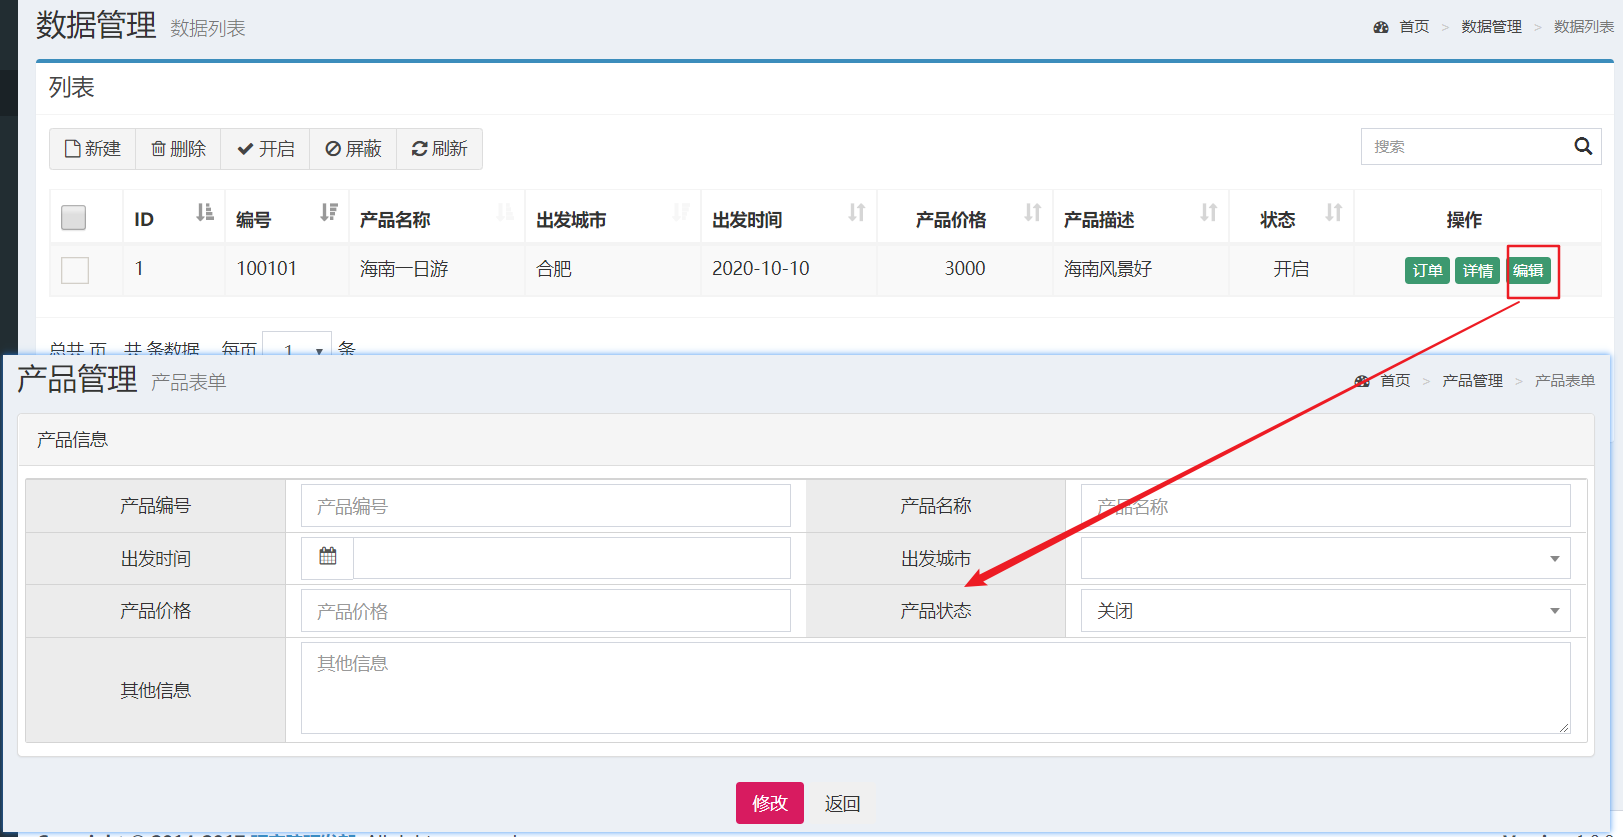 数据管理 数据列表 首页 > 数据管理 > 数据列表
列表
新建 删除 开启 屏蔽 刷新 搜索
ID 编号 产品名称 出发城市 出发时间 产品价格 产品描述 状态 操作
1 100101 海南一日游 合肥 2020-10-10 3000 海南风景好 开启 订单 详情 编辑
总共 页 共 条数据 每页 1 条
产品管理 产品表单 首页 > 产品管理 > 产品表单
产品信息
产品编号 产品编号 产品名称 产品名称
出发时间 出发城市
产品价格 产品价格 产品状态 关闭
其他信息 其他信息
修改 返回